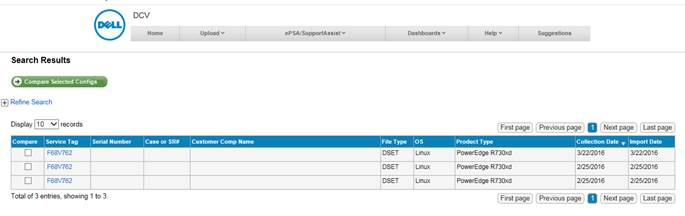 DELL
DCV
Home Upload ePSA/SupportAssist Dashboards Help Suggestions
Search Results
Compare Selected Configs
Refine Search
Display 10 records
First page Previous page 1 Next page Last page
Compare Service Tag Serial Number Case or SR# Customer Comp Name File Type OS Product Type Collection Date Import Date
F68V762 DSET Linux PowerEdge R730xd 3/22/2016 3/22/2016
F68V762 DSET Linux PowerEdge R730xd 2/25/2016 2/25/2016
F68V762 DSET Linux PowerEdge R730xd 2/25/2016 2/25/2016
Total of 3 entries, showing 1 to 3.
First page Previous page 1 Next page Last page